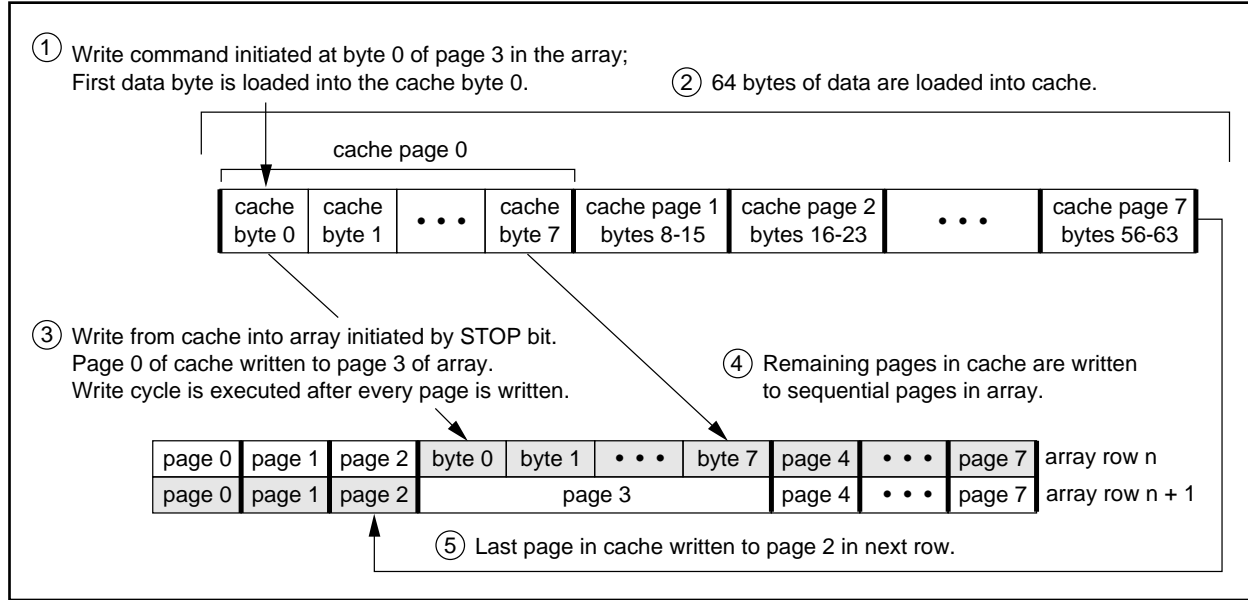 ① Write command initiated at byte 0 of page 3 in the array;
First data byte is loaded into the cache byte 0.
② 64 bytes of data are loaded into cache.
cache page 0
cache byte 0
cache byte 1
• • •
cache byte 7
cache page 1 bytes 8-15
cache page 2 bytes 16-23
• • •
cache page 7 bytes 56-63
③ Write from cache into array initiated by STOP bit.
Page 0 of cache written to page 3 of array.
Write cycle is executed after every page is written.
④ Remaining pages in cache are written
to sequential pages in array.
page 0 page 1 page 2 byte 0 byte 1 • • • byte 7 page 4 • • • page 7 array row n
page 0 page 1 page 2 page 3 page 4 • • • page 7 array row n + 1
⑤ Last page in cache written to page 2 in next row.